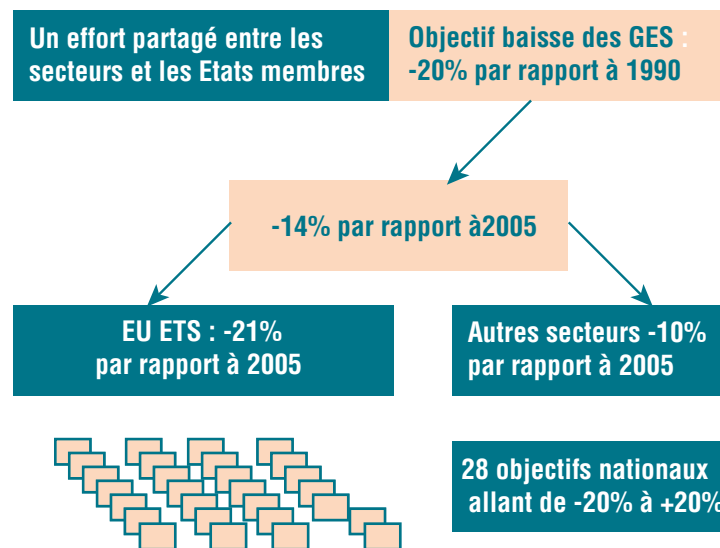 Un effort partagé entre les
secteurs et les Etats membres
Objectif baisse des GES :
-20% par rapport à 1990
-14% par rapport à2005
EU ETS : -21%
par rapport à 2005
Autres secteurs -10%
par rapport à 2005
28 objectifs nationaux
allant de -20% à +20%